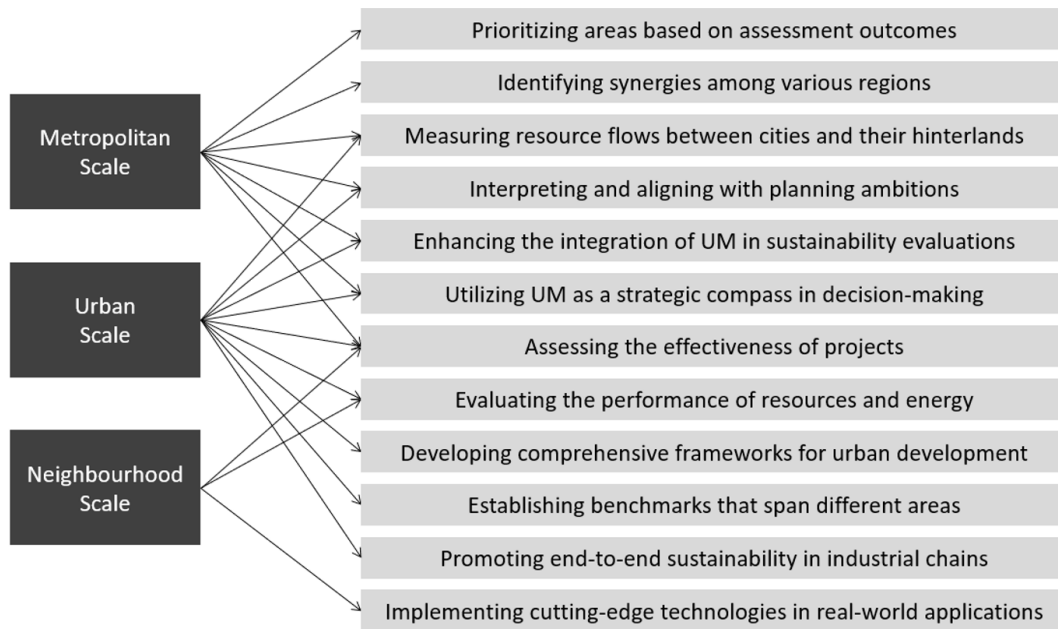 Metropolitan
Scale
Urban
Scale
Neighbourhood
Scale
Prioritizing areas based on assessment outcomes
Identifying synergies among various regions
Measuring resource flows between cities and their hinterlands
Interpreting and aligning with planning ambitions
Enhancing the integration of UM in sustainability evaluations
Utilizing UM as a strategic compass in decision-making
Assessing the effectiveness of projects
Evaluating the performance of resources and energy
Developing comprehensive frameworks for urban development
Establishing benchmarks that span different areas
Promoting end-to-end sustainability in industrial chains
Implementing cutting-edge technologies in real-world applications